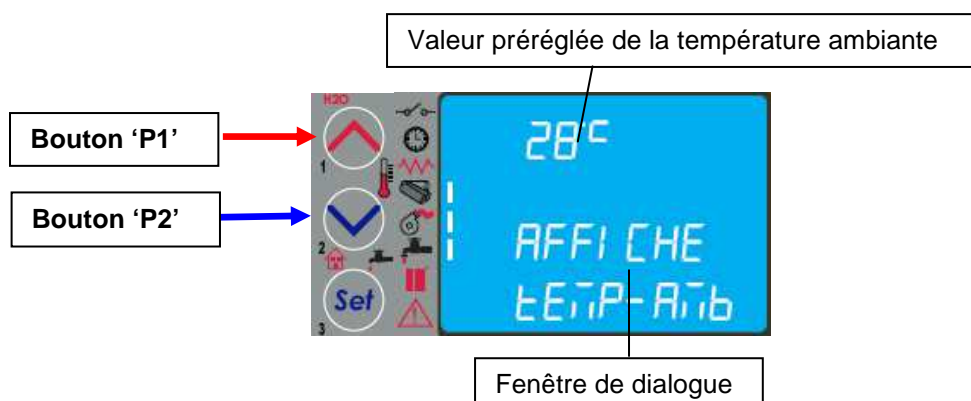 Valeur préréglée de la température ambiante
H2O
Bouton ‘P1’
1
28°C
Bouton ‘P2’
2
AFFICHE
Set
tEmP-Amb
3
Fenêtre de dialogue